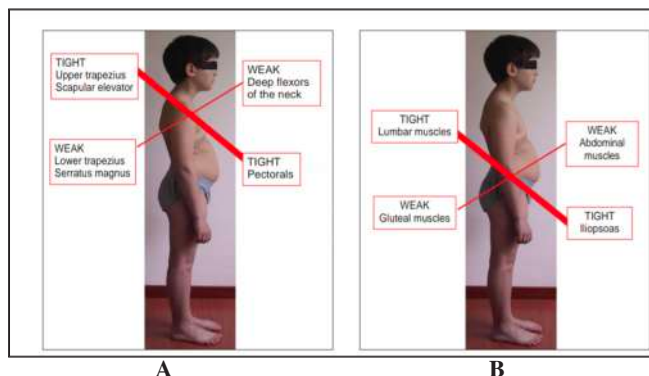 TIGHT
Upper trapezius
Scapular elevator
WEAK
Deep flexors
of the neck
WEAK
Lower trapezius
Serratus magnus
TIGHT
Pectorals
TIGHT
Lumbar muscles
WEAK
Abdominal
muscles
WEAK
Gluteal muscles
TIGHT
Iliopsoas
A
B